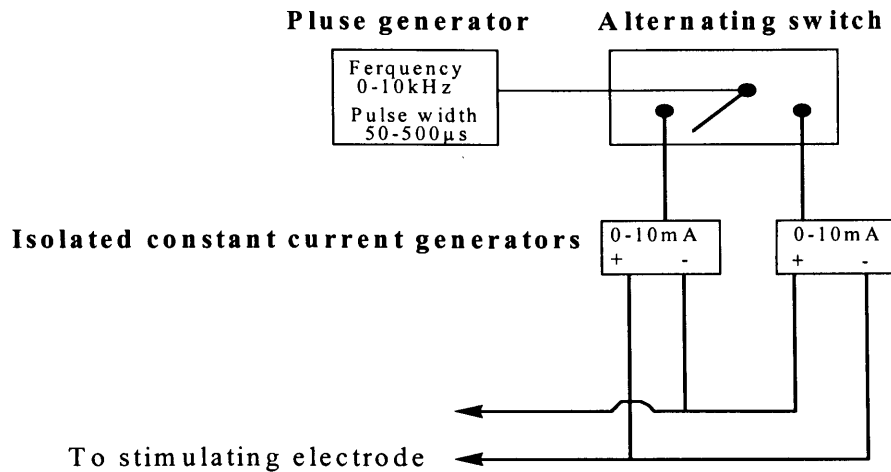 Pluse generator
Alternating switch
Ferquency
0-10kHz
Pulse width
50-500μs
Isolated constant current generators
0-10mA
+ -
0-10mA
+ -
To stimulating electrode